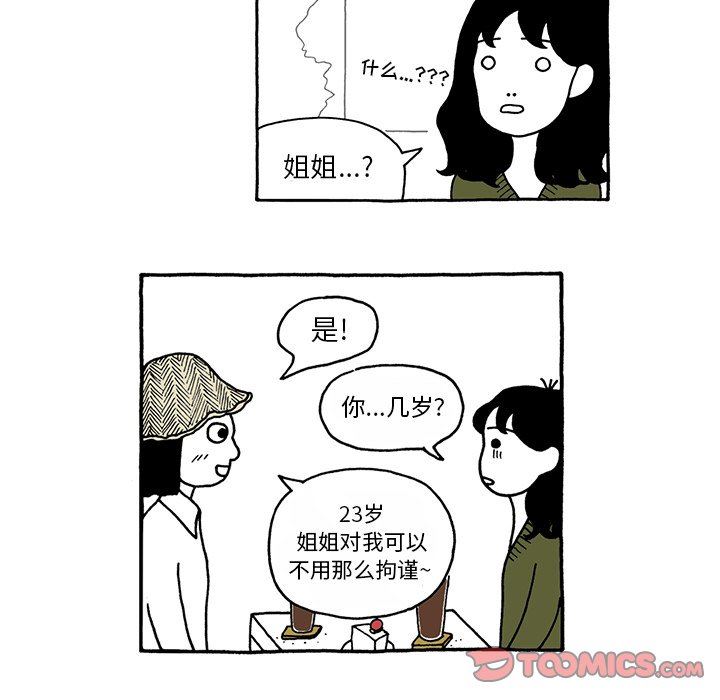 什么...???
姐姐...?
是!
你...几岁?
23岁
姐姐对我可以
不用那么拘谨~
TOOMICS.COM